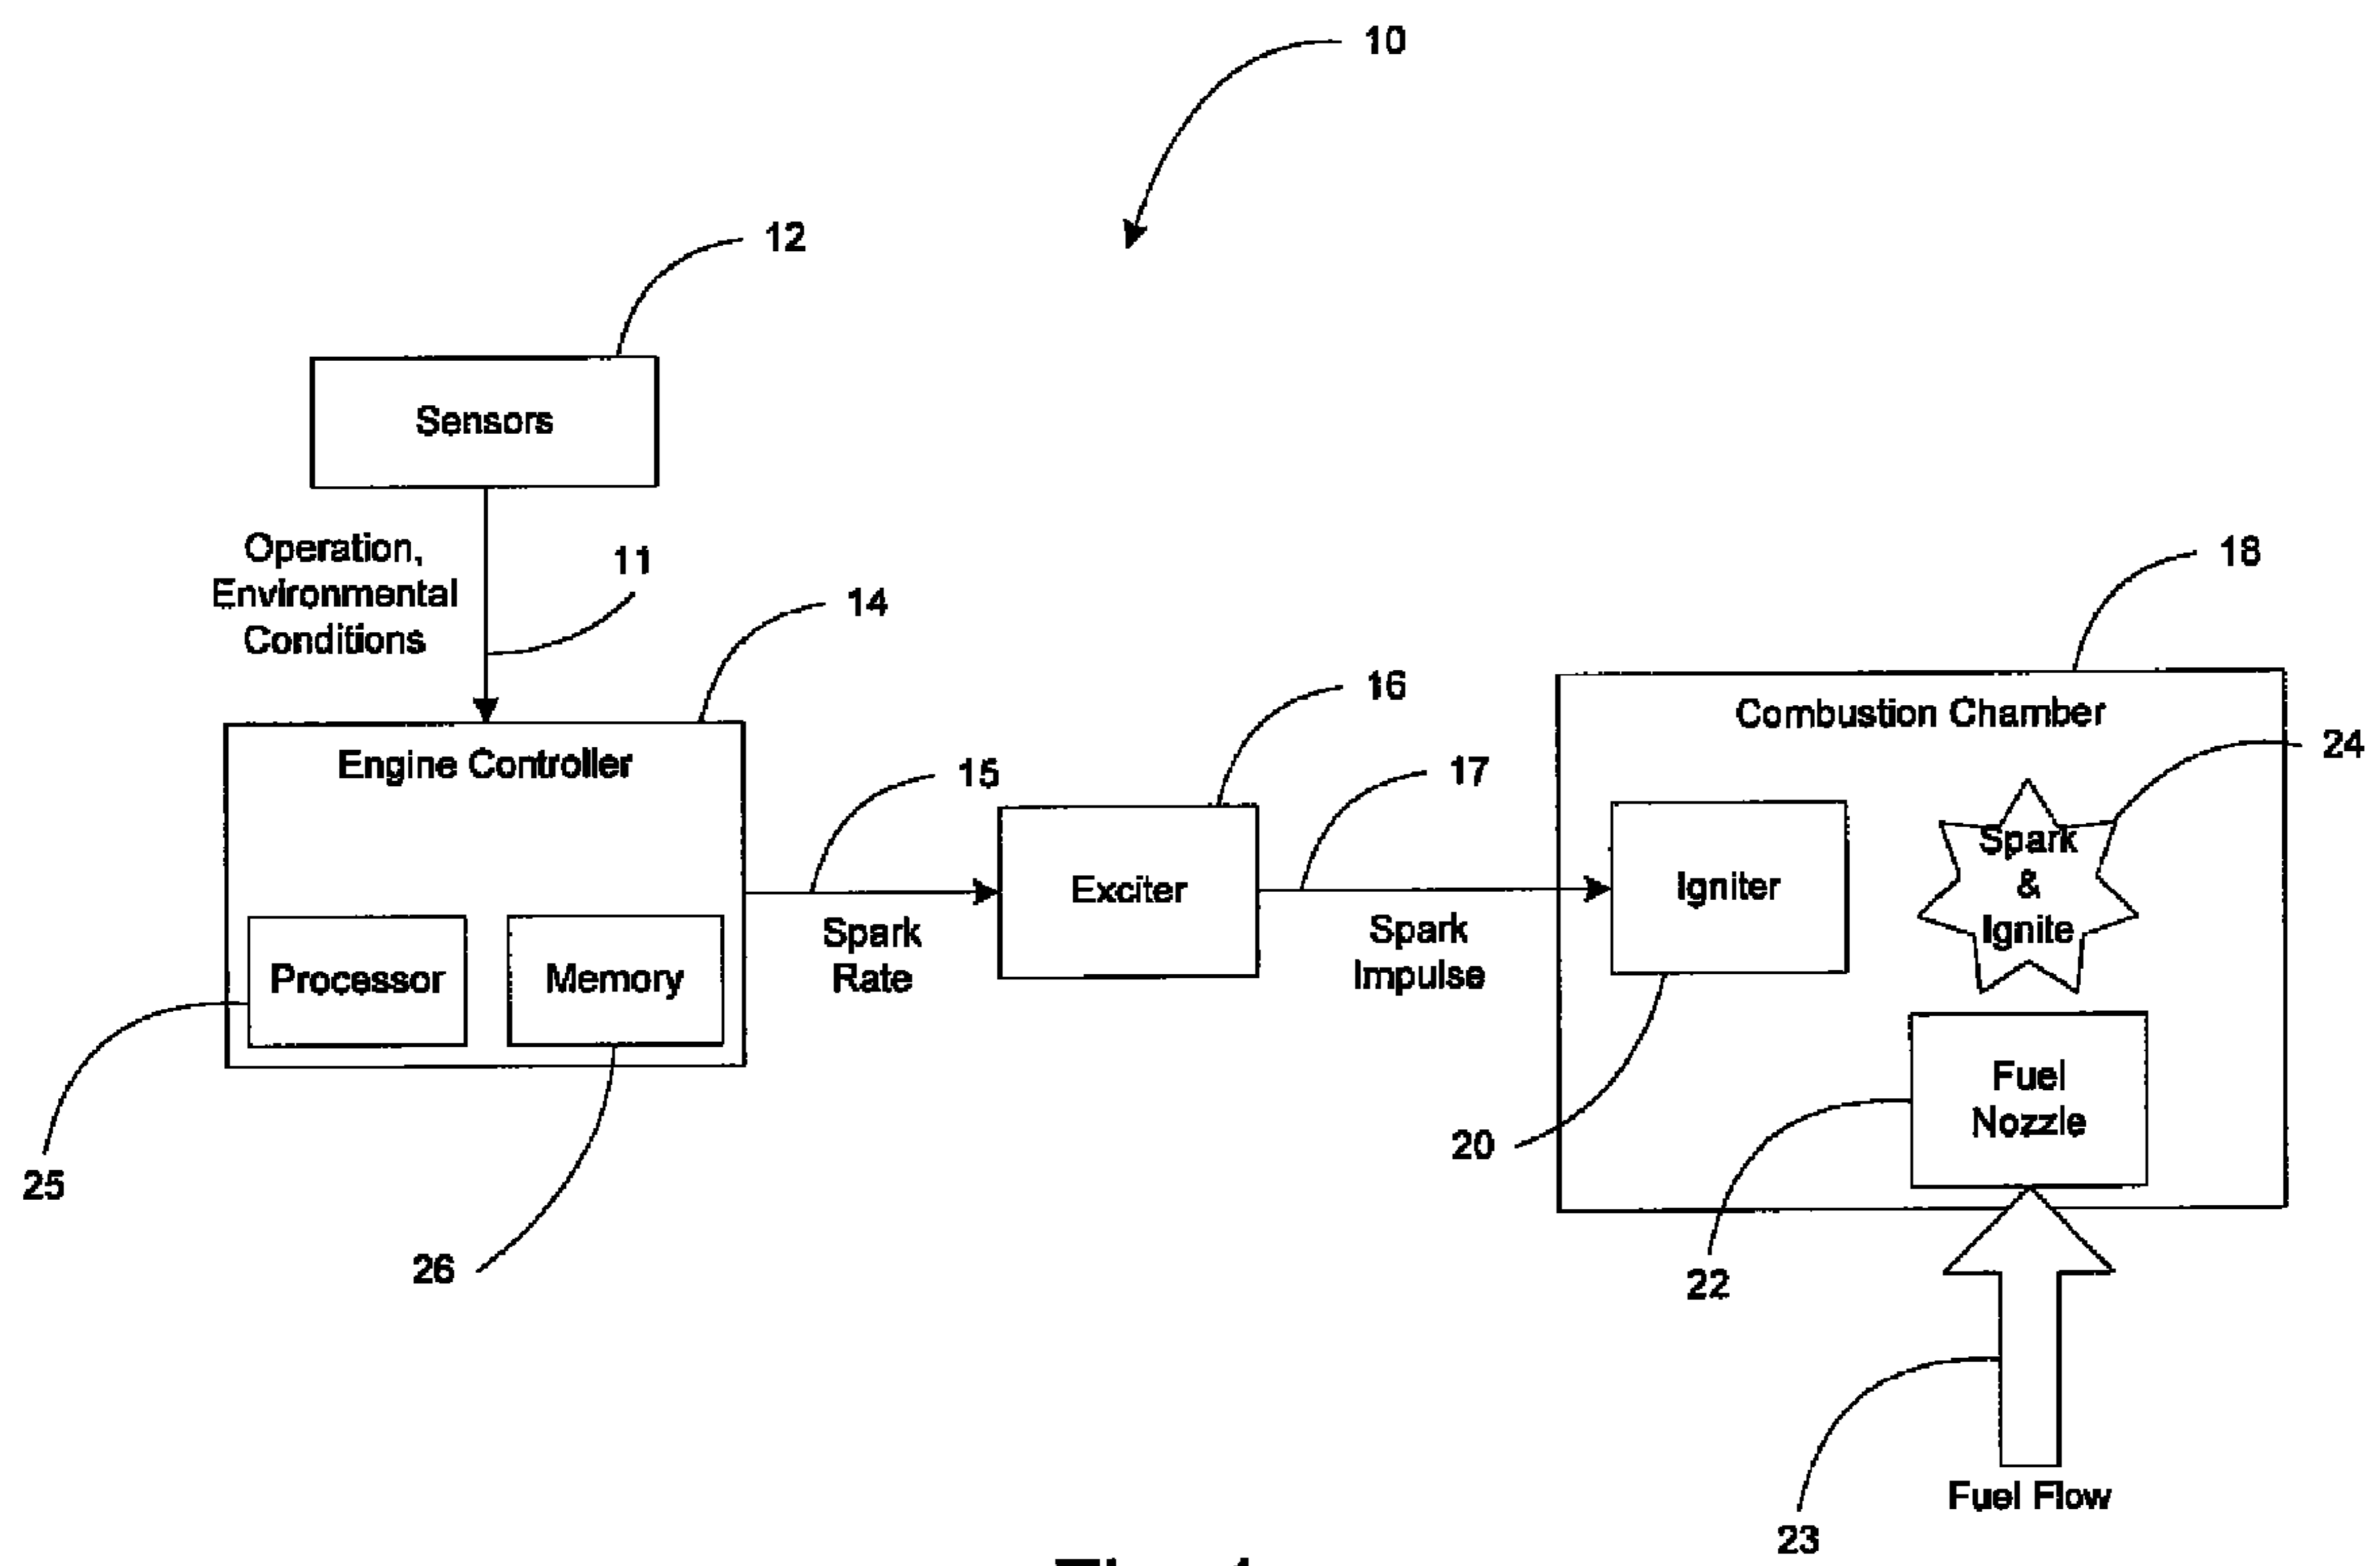 10
12
Sensors
Operation,
Environmental
Conditions
11
14
18
16
Combustion Chamber
24
Engine Controller
15
17
Spark
&
Ignite
Exciter
Igniter
Spark
Rate
Spark
Impulse
Processor
Memory
Fuel
Nozzle
20
25
26
22
Fuel Flow
23